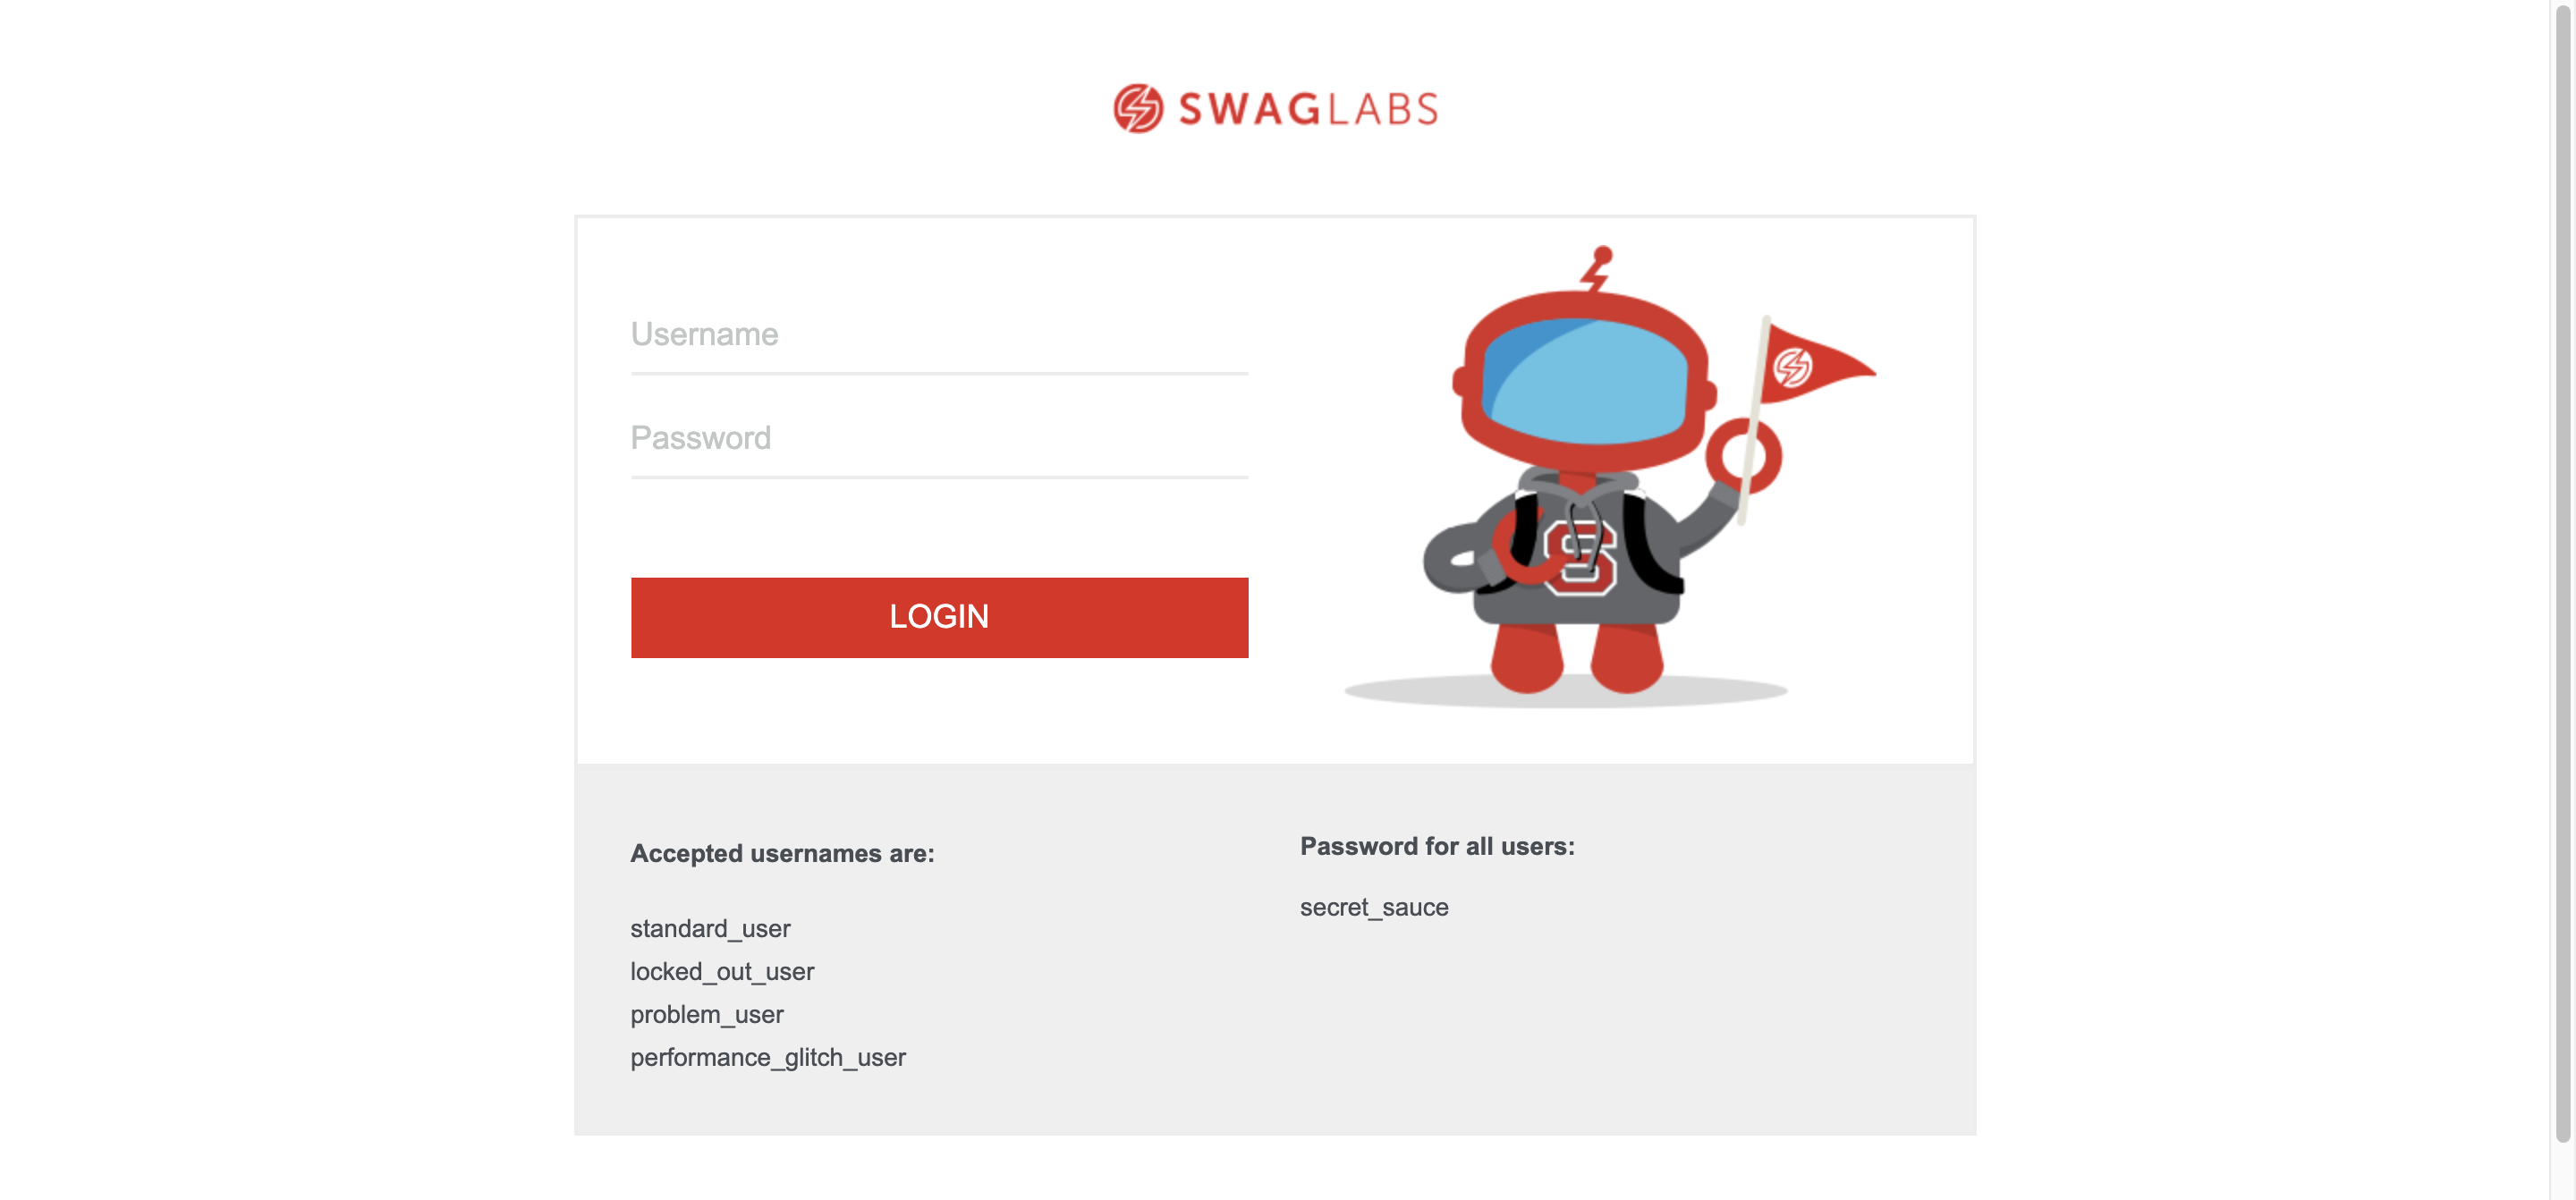 SWAGLABS
Username
Password
LOGIN
S
Accepted usernames are:
standard_user
locked_out_user
problem_user
performance_glitch_user
Password for all users:
secret_sauce